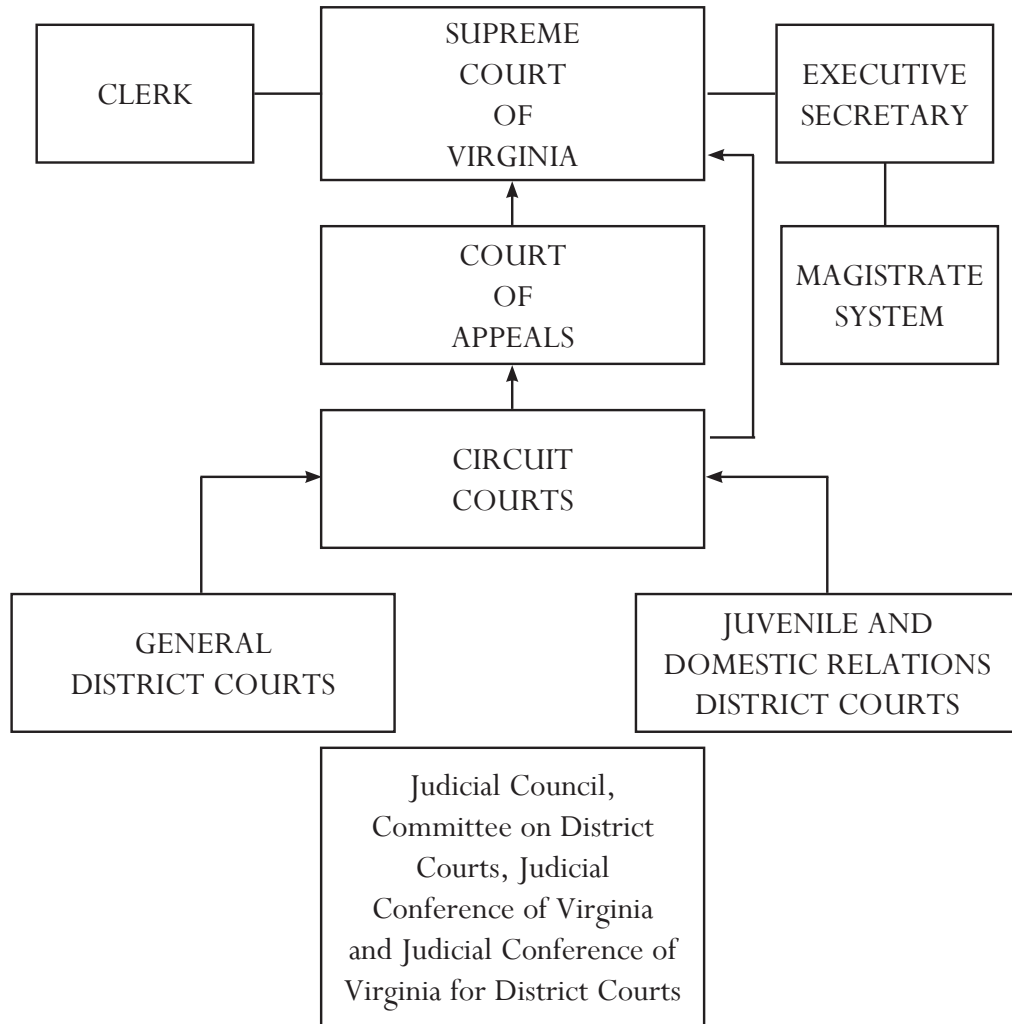 CLERK
SUPREME
COURT
OF
VIRGINIA
EXECUTIVE
SECRETARY
COURT
OF
APPEALS
MAGISTRATE
SYSTEM
CIRCUIT
COURTS
GENERAL
DISTRICT COURTS
JUVENILE AND
DOMESTIC RELATIONS
DISTRICT COURTS
Judicial Council,
Committee on District
Courts, Judicial
Conference of Virginia
and Judicial Conference of
Virginia for District Courts